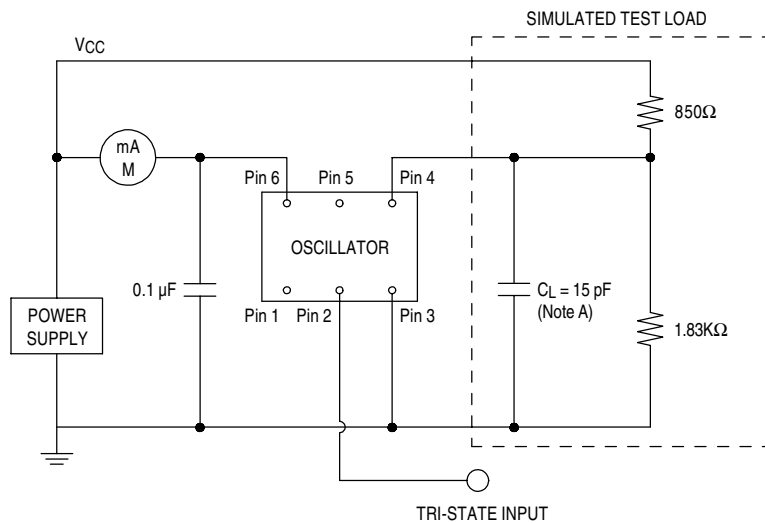 SIMULATED TEST LOAD
VCC
850Ω
mA
M
Pin 6
Pin 5
Pin 4
OSCILLATOR
0.1 µF
CL = 15 pF
(Note A)
Pin 1
Pin 2
Pin 3
1.83KΩ
POWER
SUPPLY
TRI-STATE INPUT